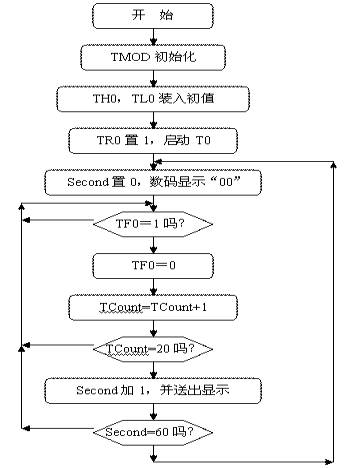 开 始
TMOD 初始化
TH0，TL0 装入初值
TR0 置 1，启动 T0
Second 置 0，数码显示“00”
TF0＝1 吗？
TF0＝0
TCount=TCount+1
TCount=20 吗？
Second 加 1，并送出显示
Second=60 吗？